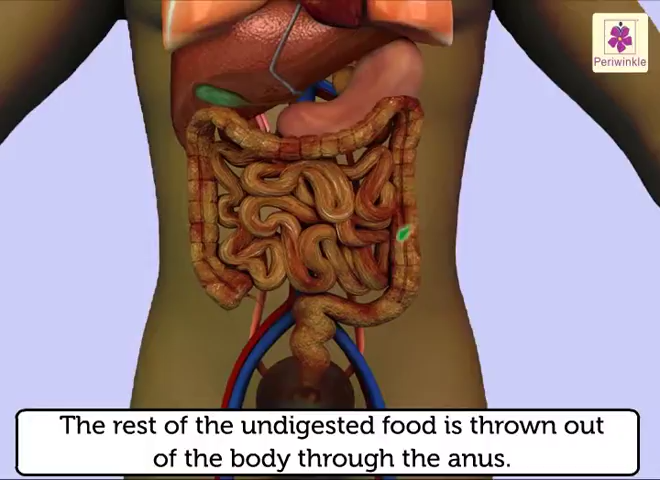 Periwinkle
The rest of the undigested food is thrown out
of the body through the anus.